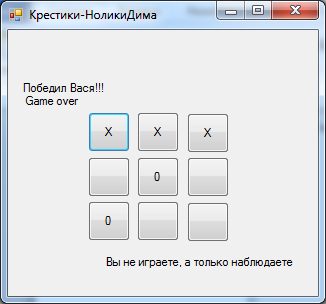 Крестики-НоликиДима
Победил Вася!!!
Game over
X X X
0
0
Вы не играете, а только наблюдаете